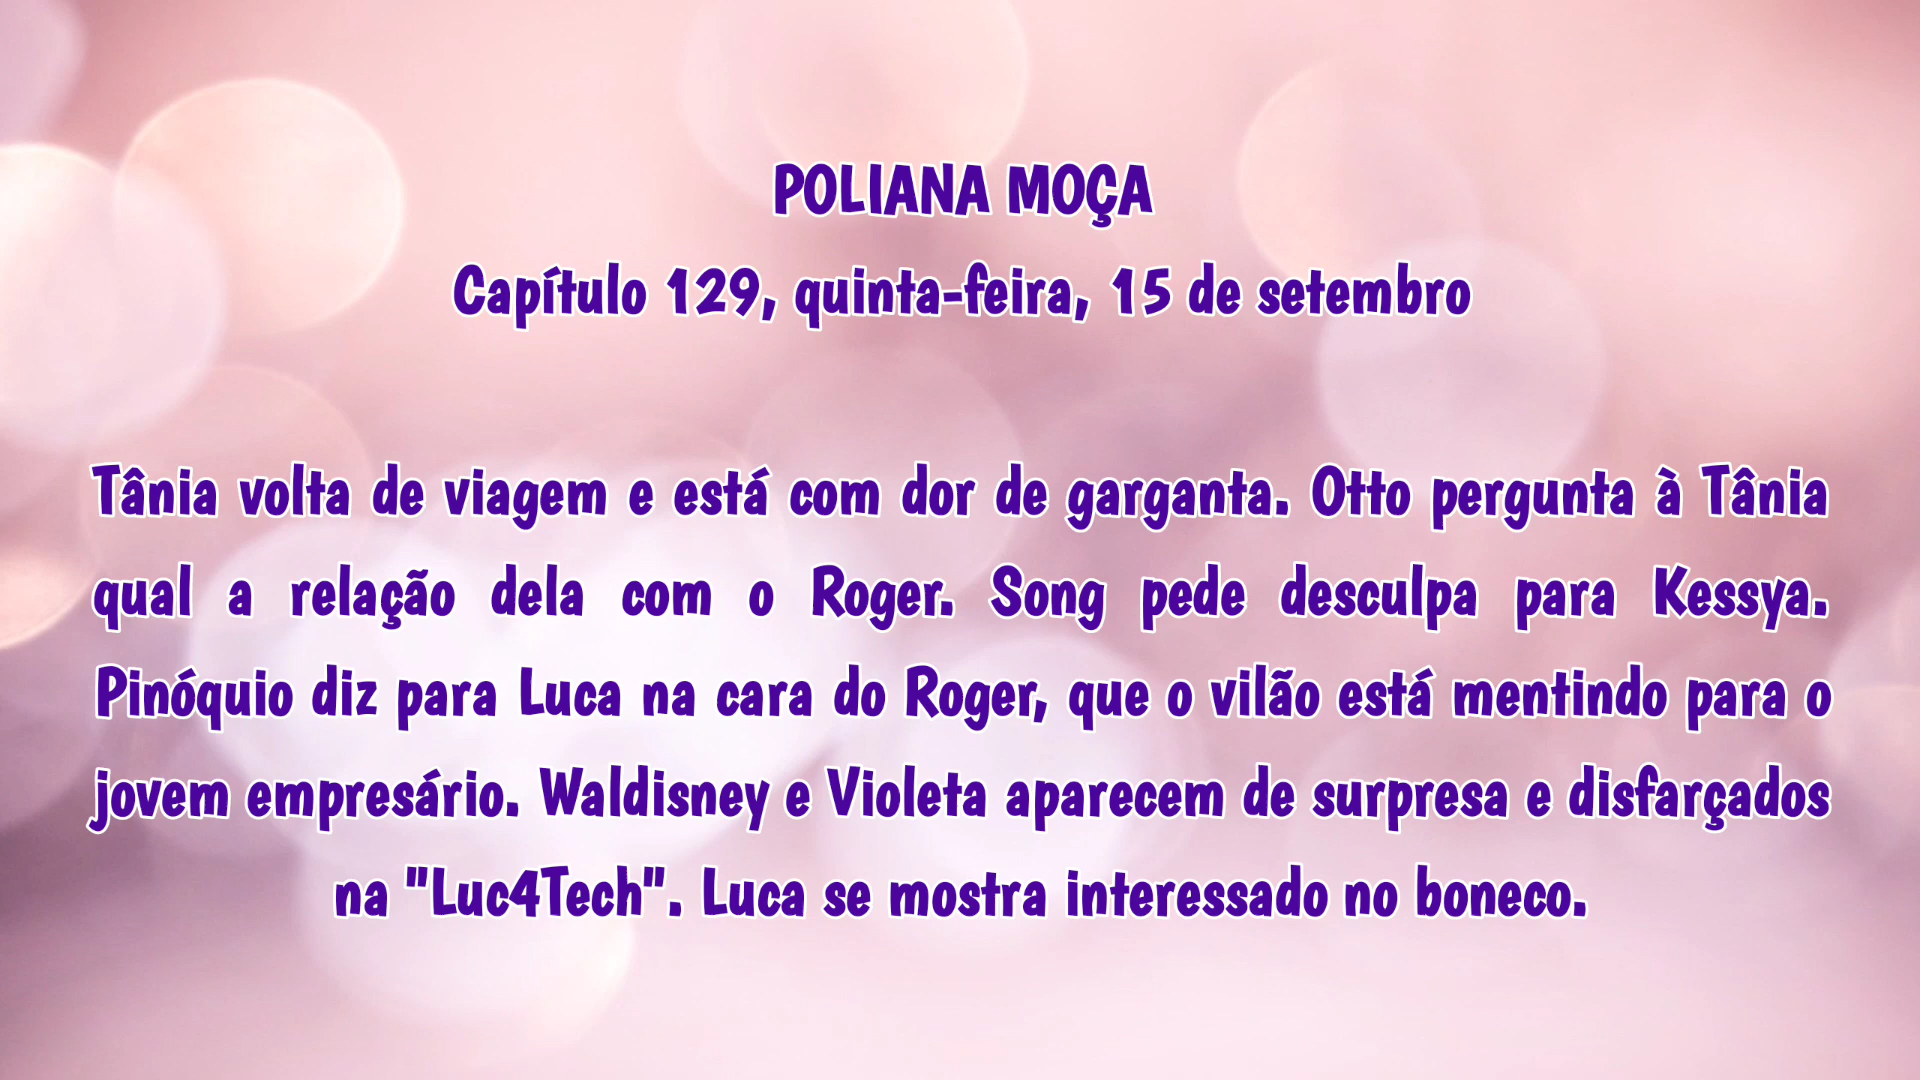 POLIANA MOÇA
Capítulo 129, quinta-feira, 15 de setembro
Tânia volta de viagem e está com dor de garganta. Otto pergunta à Tânia
qual a relação dela com o Roger. Song pede desculpa para Kessya.
Pinóquio diz para Luca na cara do Roger, que o vilão está mentindo para o
jovem empresário. Waldisney e Violeta aparecem de surpresa e disfarçados
na "Luc4Tech". Luca se mostra interessado no boneco.